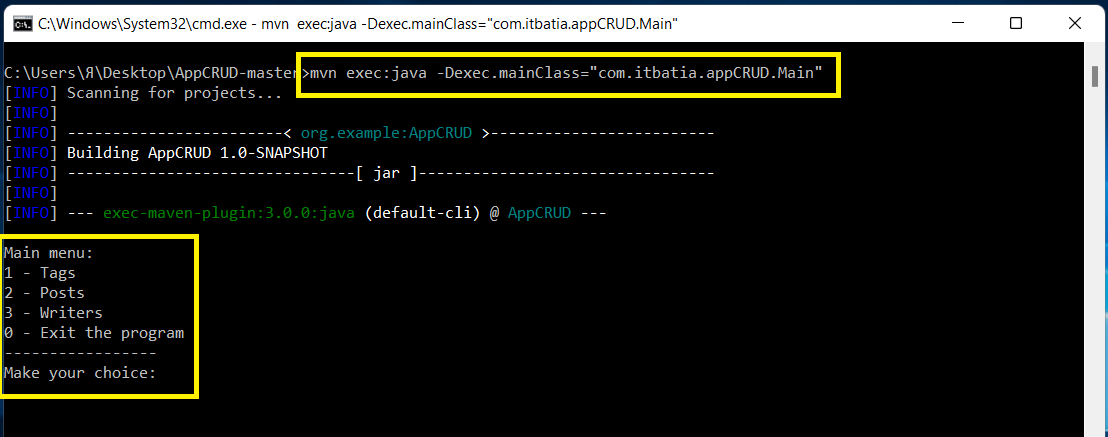 C:\Windows\System32\cmd.exe - mvn  exec:java -Dexec.mainClass="com.itbatia.appCRUD.Main"
C:\Users\Я\Desktop\AppCRUD-master>mvn exec:java -Dexec.mainClass="com.itbatia.appCRUD.Main"
[INFO] Scanning for projects...
[INFO]
[INFO] ------------------------< org.example:AppCRUD >-------------------------
[INFO] Building AppCRUD 1.0-SNAPSHOT
[INFO] --------------------------------[ jar ]---------------------------------
[INFO]
[INFO] --- exec-maven-plugin:3.0.0:java (default-cli) @ AppCRUD ---
Main menu:
1 - Tags
2 - Posts
3 - Writers
0 - Exit the program
-----------------
Make your choice: